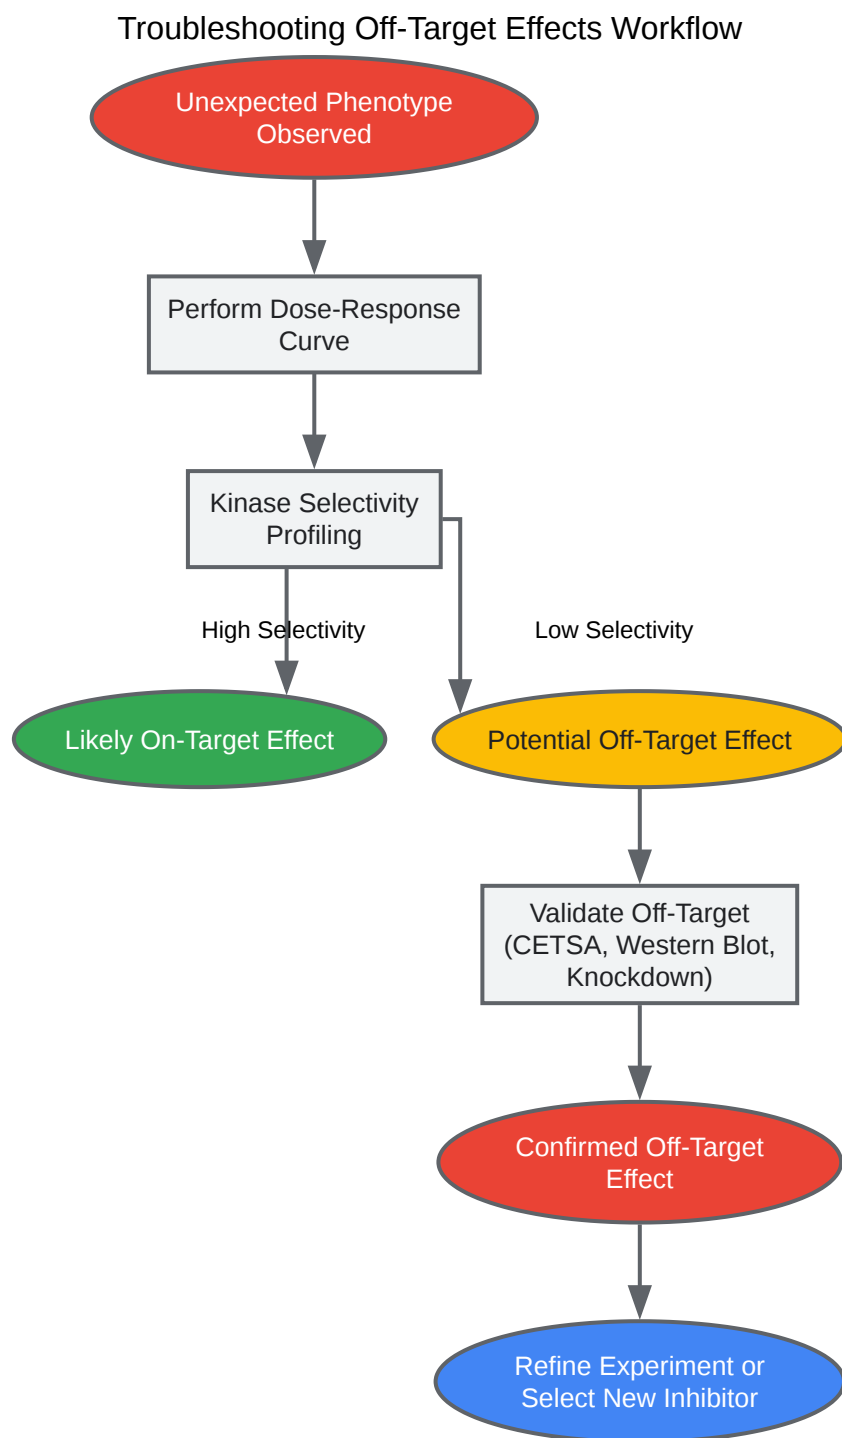 Troubleshooting Off-Target Effects Workflow
Unexpected Phenotype
Observed
Perform Dose-Response
Curve
Kinase Selectivity
Profiling
High Selectivity
Low Selectivity
Likely On-Target Effect
Potential Off-Target Effect
Validate Off-Target
(CETSA, Western Blot,
Knockdown)
Confirmed Off-Target
Effect
Refine Experiment or
Select New Inhibitor